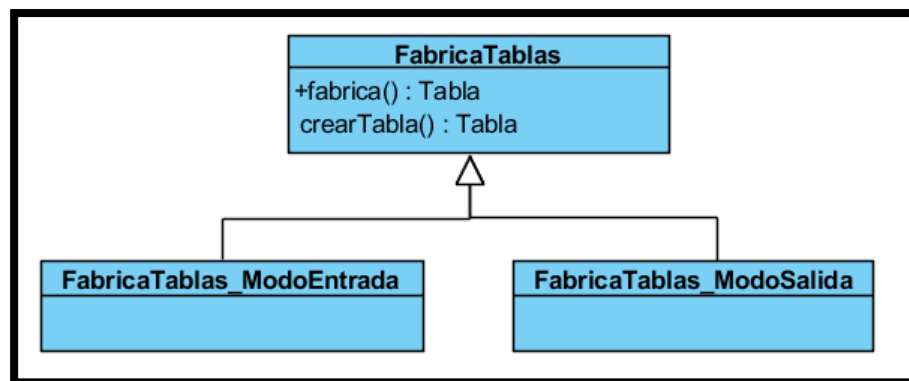 FabricaTablas
+fabrica() : Tabla
crearTabla() : Tabla
FabricaTablas_ModoEntrada
FabricaTablas_ModoSalida